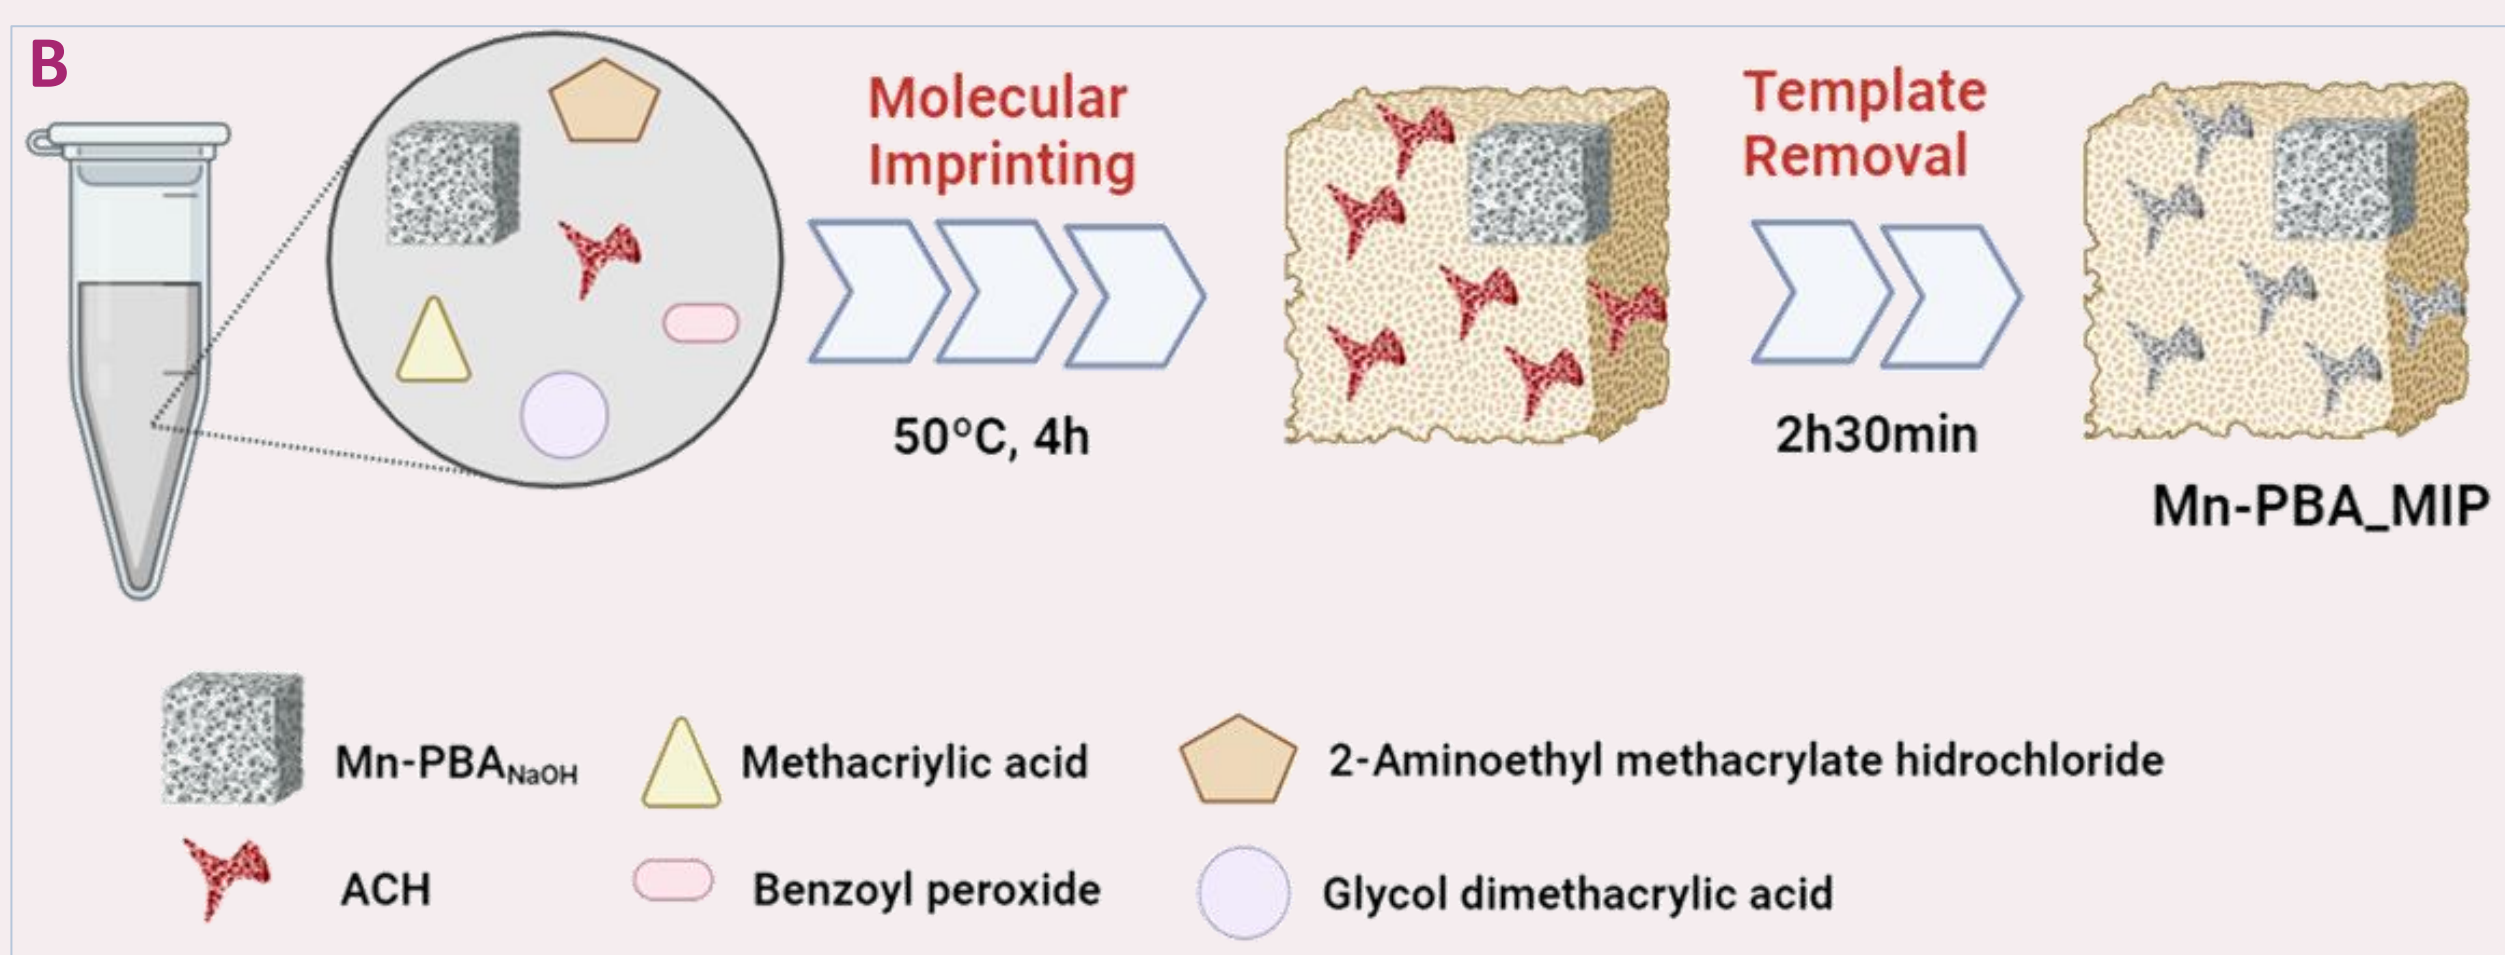 B
Molecular
Imprinting
50°C, 4h
Template
Removal
2h30min
Mn-PBA_MIP
Mn-PBANaOH
Methacriylic acid
2-Aminoethyl methacrylate hidrochloride
ACH
Benzoyl peroxide
Glycol dimethacrylic acid